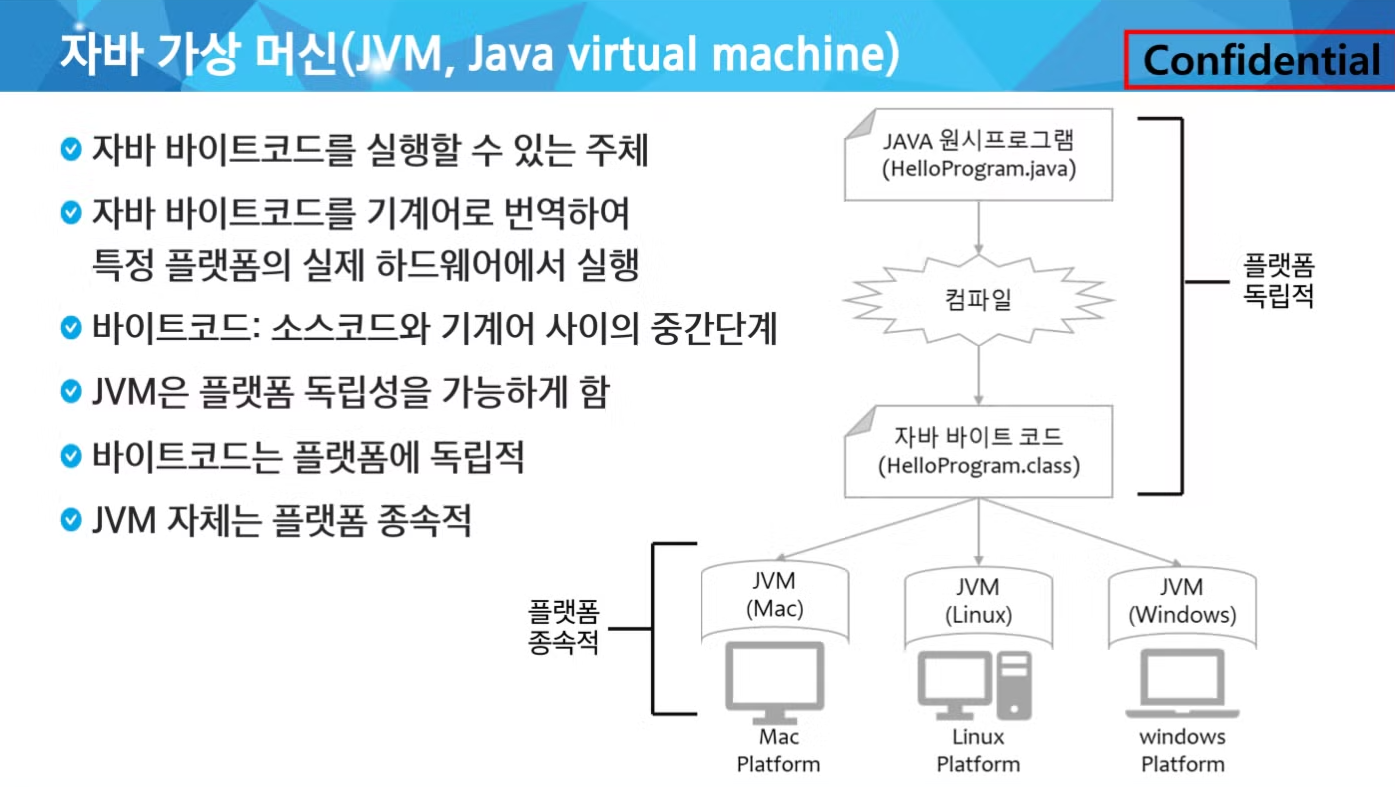 자바 가상 머신(JVM, Java virtual machine)
Confidential
자바 바이트코드를 실행할 수 있는 주체
자바 바이트코드를 기계어로 번역하여
특정 플랫폼의 실제 하드웨어에서 실행
바이트코드: 소스코드와 기계어 사이의 중간단계
JVM은 플랫폼 독립성을 가능하게 함
바이트코드는 플랫폼에 독립적
JVM 자체는 플랫폼 종속적
JAVA 원시프로그램
(HelloProgram.java)
컴파일
자바 바이트 코드
(HelloProgram.class)
플랫폼
독립적
플랫폼
종속적
JVM
(Mac)
JVM
(Linux)
JVM
(Windows)
Mac
Platform
Linux
Platform
windows
Platform